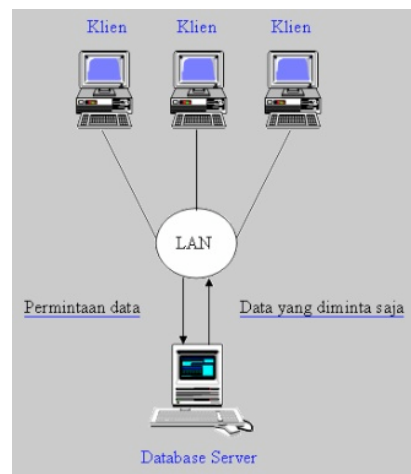 Klien Klien Klien
LAN
Permintaan data Data yang diminta saja
Database Server